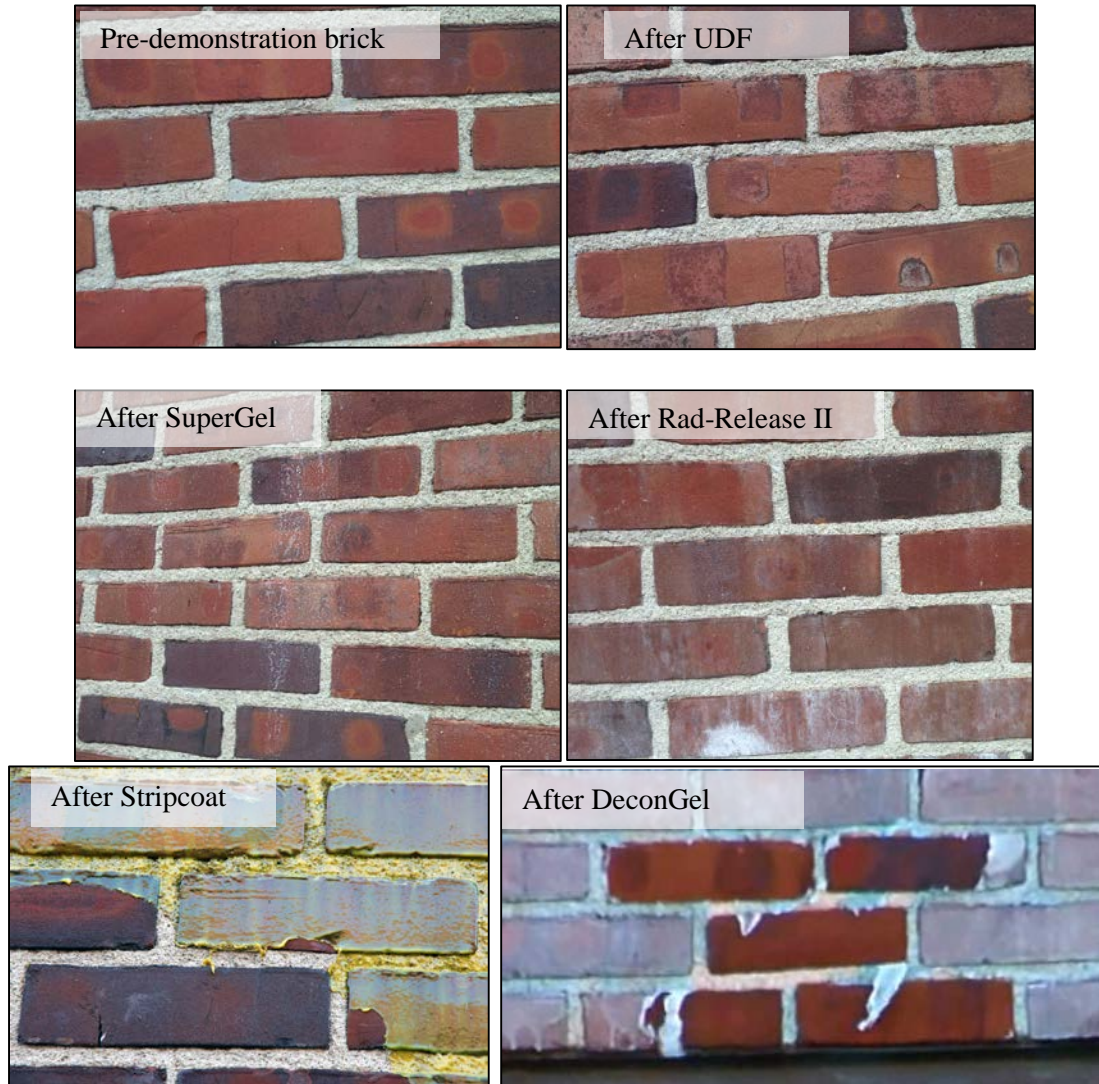 Pre-demonstration brick
After UDF
After SuperGel
After Rad-Release II
After Stripcoat
After DeconGel